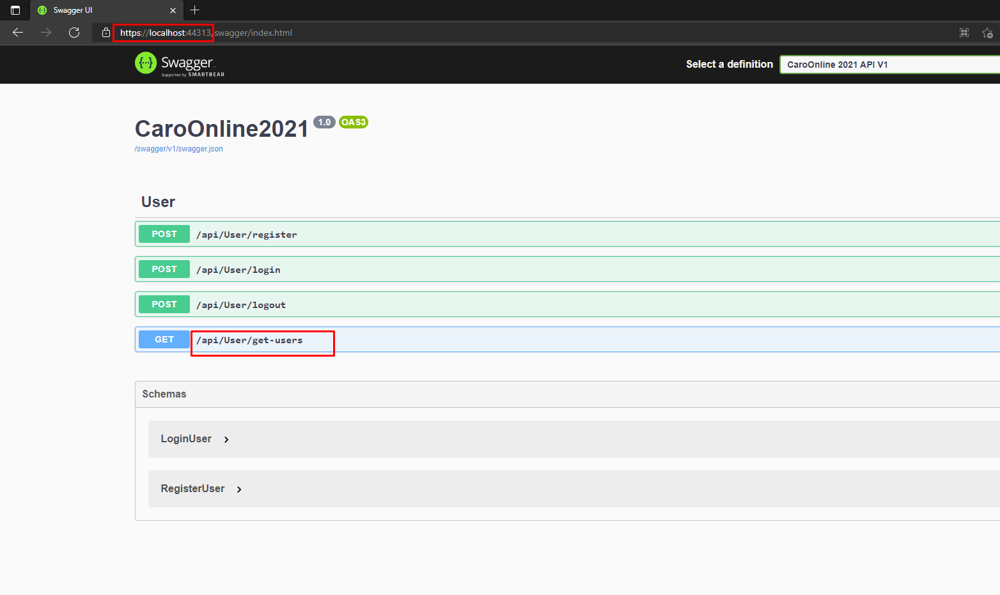 Swagger UI
https://localhost:44313/swagger/index.html
{...} Swagger
Supported by SMARTBEAR
Select a definition
CaroOnline 2021 API V1
CaroOnline2021 1.0 OAS3
/swagger/v1/swagger.json
User
POST /api/User/register
POST /api/User/login
POST /api/User/logout
GET /api/User/get-users
Schemas
LoginUser
RegisterUser